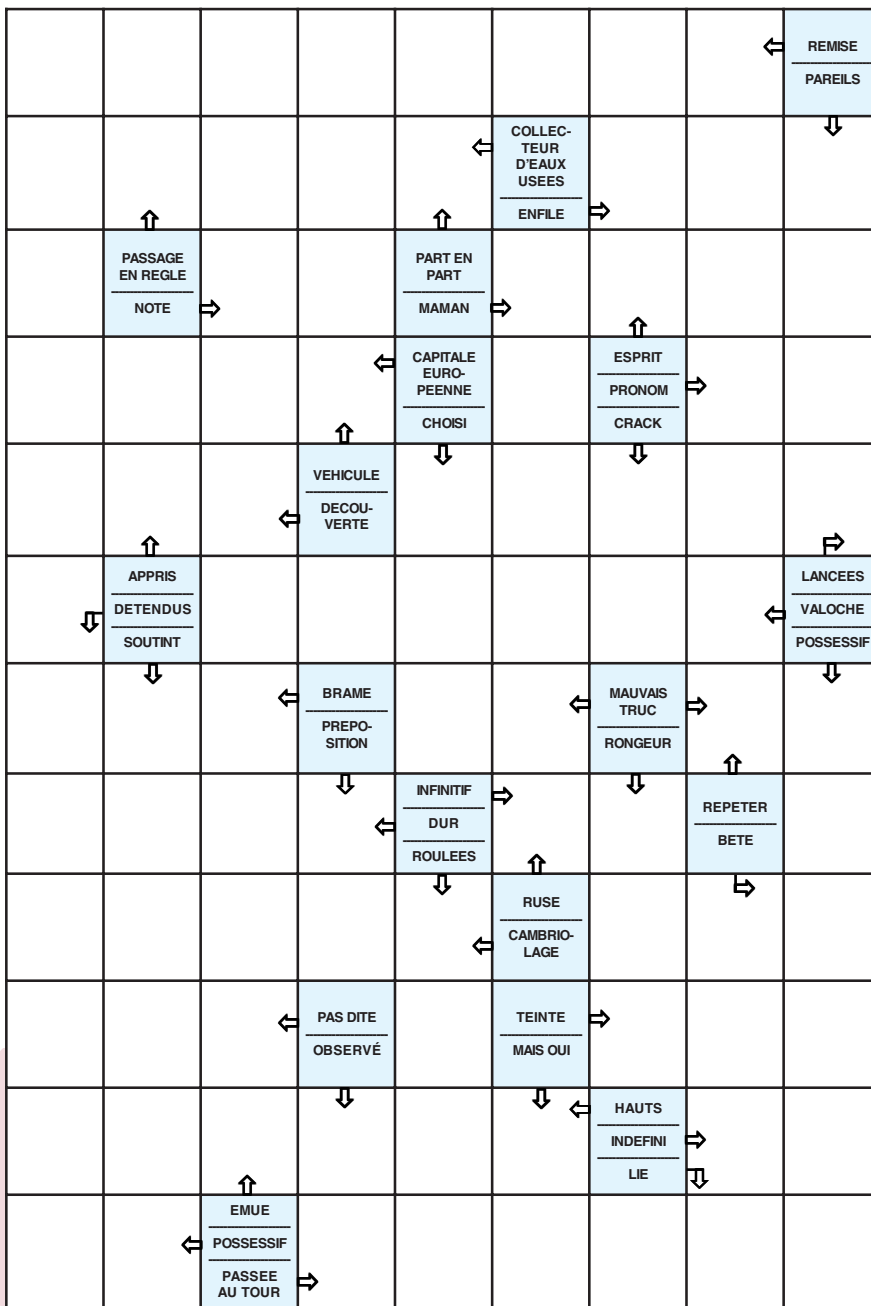 REMISE
PAREILS
COLLEC-
TEUR
D'EAUX
USEES
ENFILE
PASSAGE
EN REGLE
NOTE
PART EN
PART
MAMAN
CAPITALE
EURO-
PEENNE
CHOISI
ESPRIT
PRONOM
CRACK
VEHICULE
DECOU-
VERTE
APPRIS
DETENDUS
SOUTINT
LANCEES
VALOCHE
POSSESSIF
BRAME
PREPO-
SITION
MAUVAIS
TRUC
RONGEUR
INFINITIF
DUR
ROULEES
REPETER
BETE
RUSE
CAMBRIO-
LAGE
PAS DITE
OBSERVÉ
TEINTE
MAIS OUI
HAUTS
INDEFINI
LIE
EMUE
POSSESSIF
PASSEE
AU TOUR